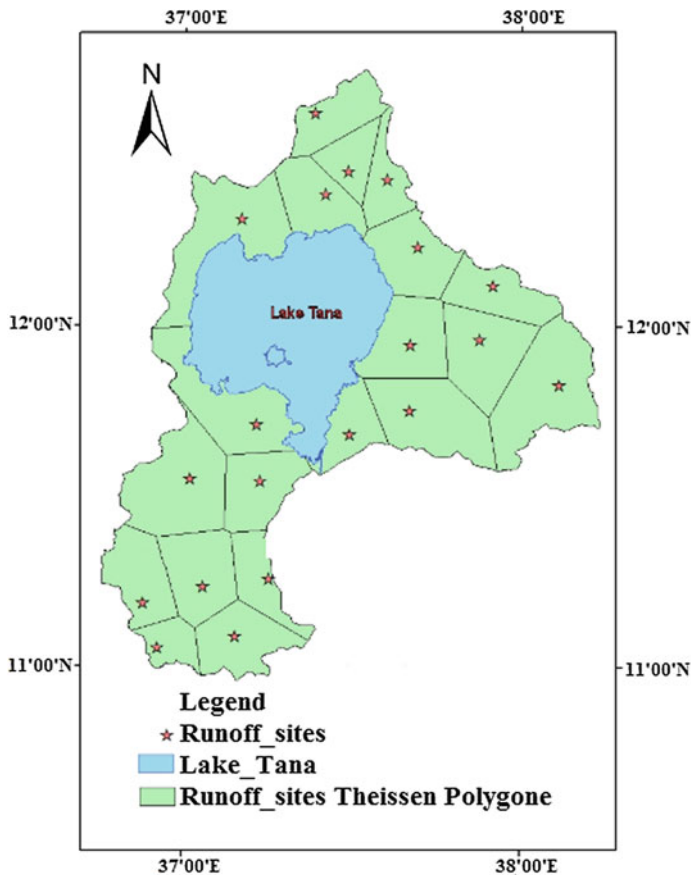 37'00'E 38'00'E
N
12'00'N 12'00'N
Lake Tana
11'00'N 11'00'N
Legend
Runoff_sites
Lake_Tana
Runoff_sites Theissen Polygone
37'00'E 38'00'E